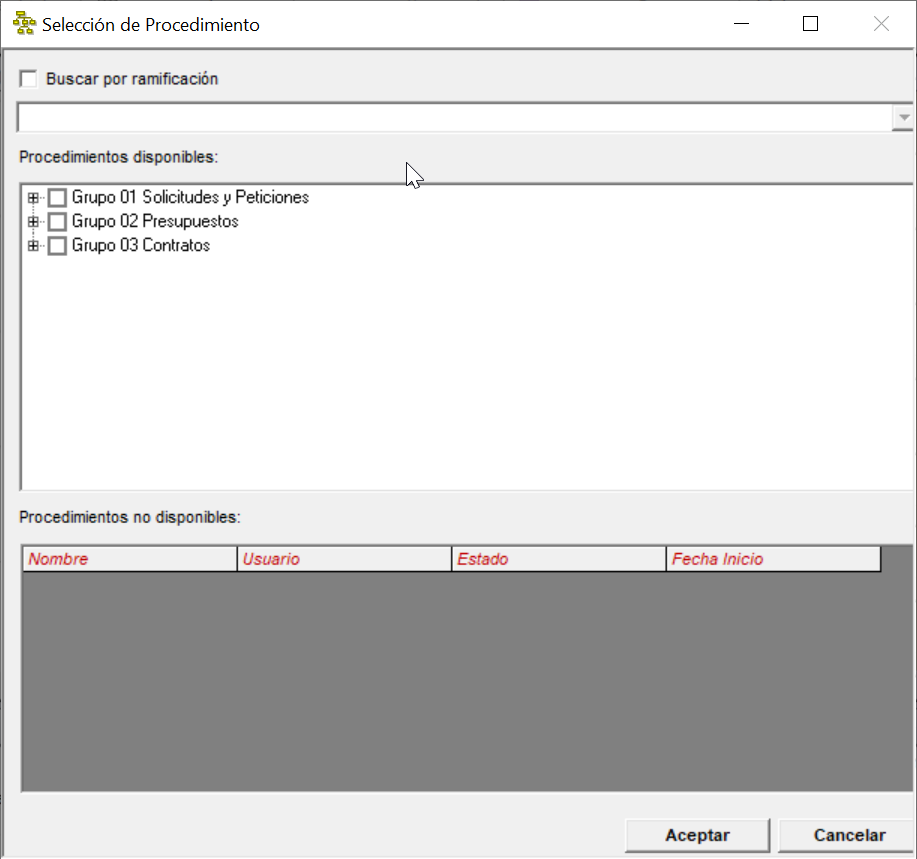 Selección de Procedimiento
Buscar por ramificación
Procedimientos disponibles:
Grupo 01 Solicitudes y Peticiones
Grupo 02 Presupuestos
Grupo 03 Contratos
Procedimientos no disponibles:
Nombre Usuario Estado Fecha Inicio
Aceptar Cancelar